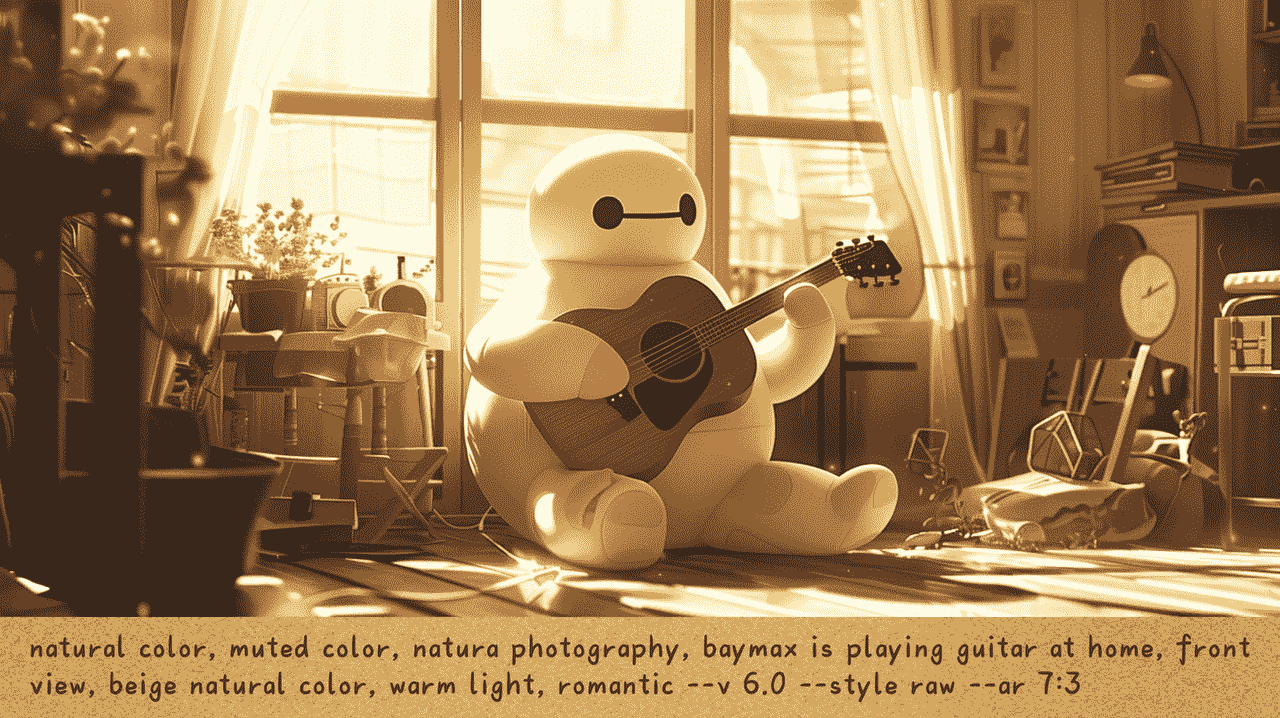 natural color, muted color, natura photography, baymax is playing guitar at home, front
view, beige natural color, warm light, romantic --v 6.0 --style raw --ar 7:3